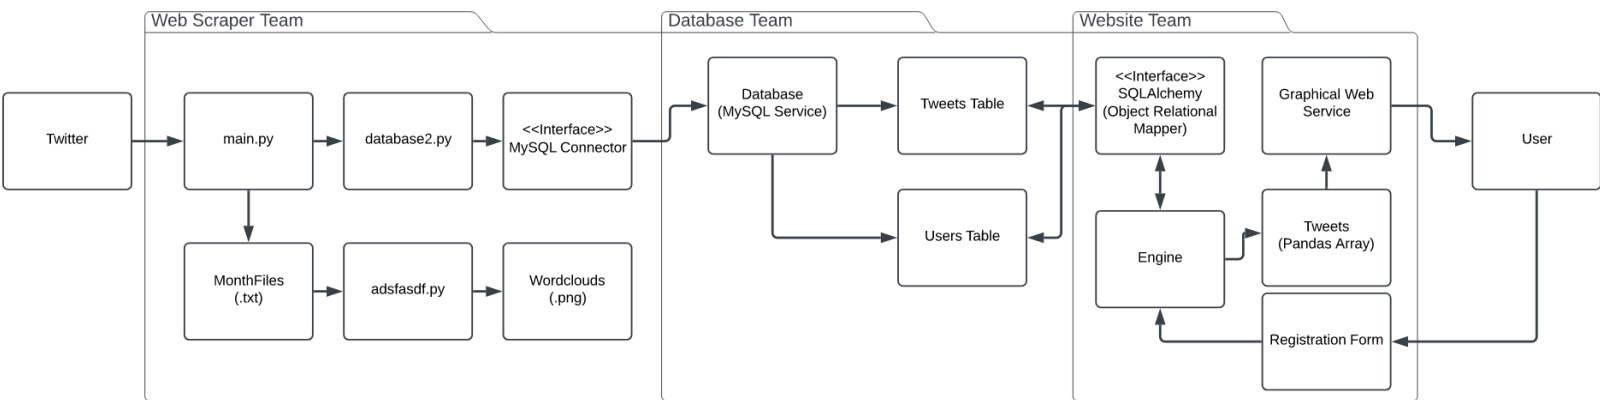 Web Scraper Team
Database Team
Website Team
Twitter
main.py
database2.py
<<Interface>>
MySQL Connector
MonthFiles
(.txt)
adsfasdf.py
Wordclouds
(.png)
Database
(MySQL Service)
Tweets Table
Users Table
<<Interface>>
SQLAlchemy
(Object Relational
Mapper)
Graphical Web
Service
Engine
Tweets
(Pandas Array)
Registration Form
User